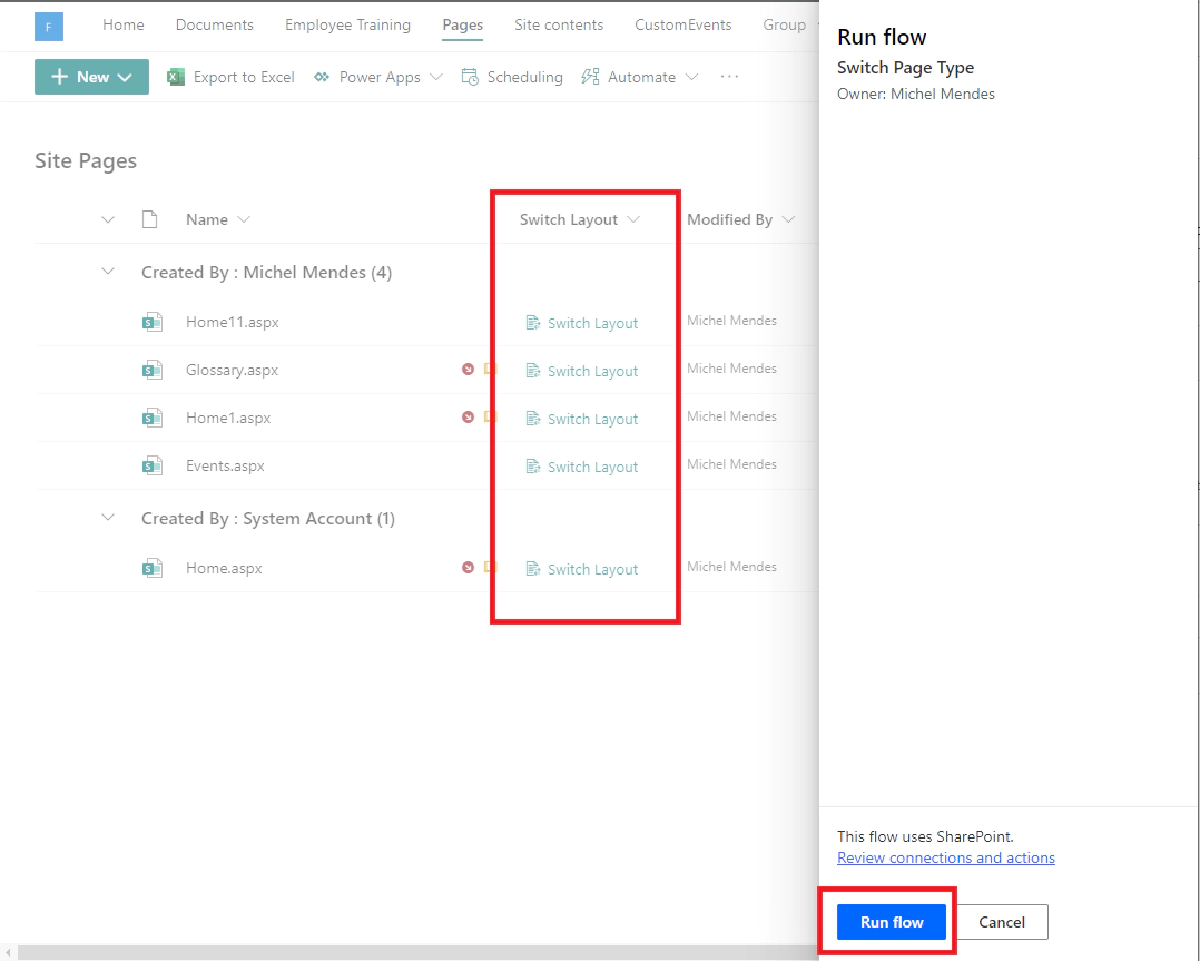 F Home Documents Employee Training Pages Site contents CustomEvents Group
New Export to Excel Power Apps Scheduling Automate ...
Site Pages
Name Switch Layout Modified By
Created By : Michel Mendes (4)
Home11.aspx Switch Layout Michel Mendes
Glossary.aspx Switch Layout Michel Mendes
Home1.aspx Switch Layout Michel Mendes
Events.aspx Switch Layout Michel Mendes
Created By : System Account (1)
Home.aspx Switch Layout Michel Mendes
Run flow
Switch Page Type
Owner: Michel Mendes
This flow uses SharePoint.
Review connections and actions
Run flow Cancel